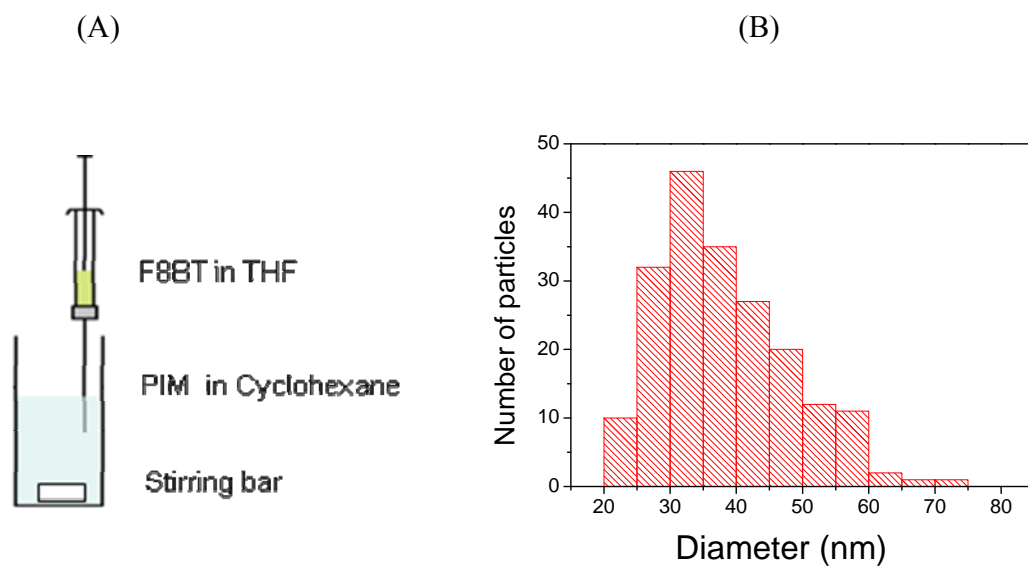 (A)
(B)
F8BT in THF
PIM in Cyclohexane
Stirring bar
Number of particles
50
40
30
20
10
0
20 30 40 50 60 70 80
Diameter (nm)